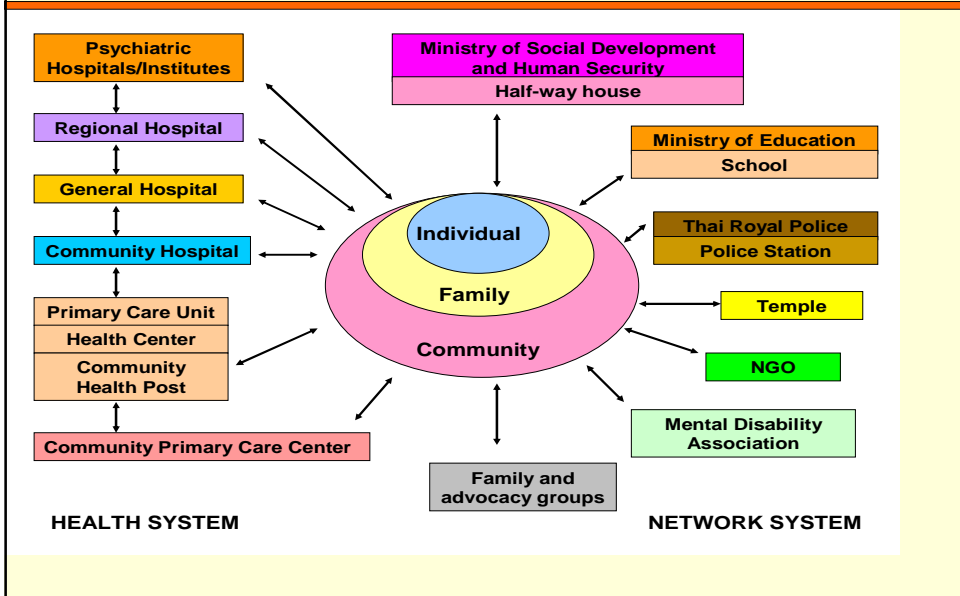 Psychiatric
Hospitals/Institutes
Regional Hospital
General Hospital
Community Hospital
Primary Care Unit
Health Center
Community
Health Post
Community Primary Care Center
HEALTH SYSTEM
Ministry of Social Development
and Human Security
Half-way house
Individual
Family
Community
Family and
advocacy groups
Ministry of Education
School
Thai Royal Police
Police Station
Temple
NGO
Mental Disability
Association
NETWORK SYSTEM